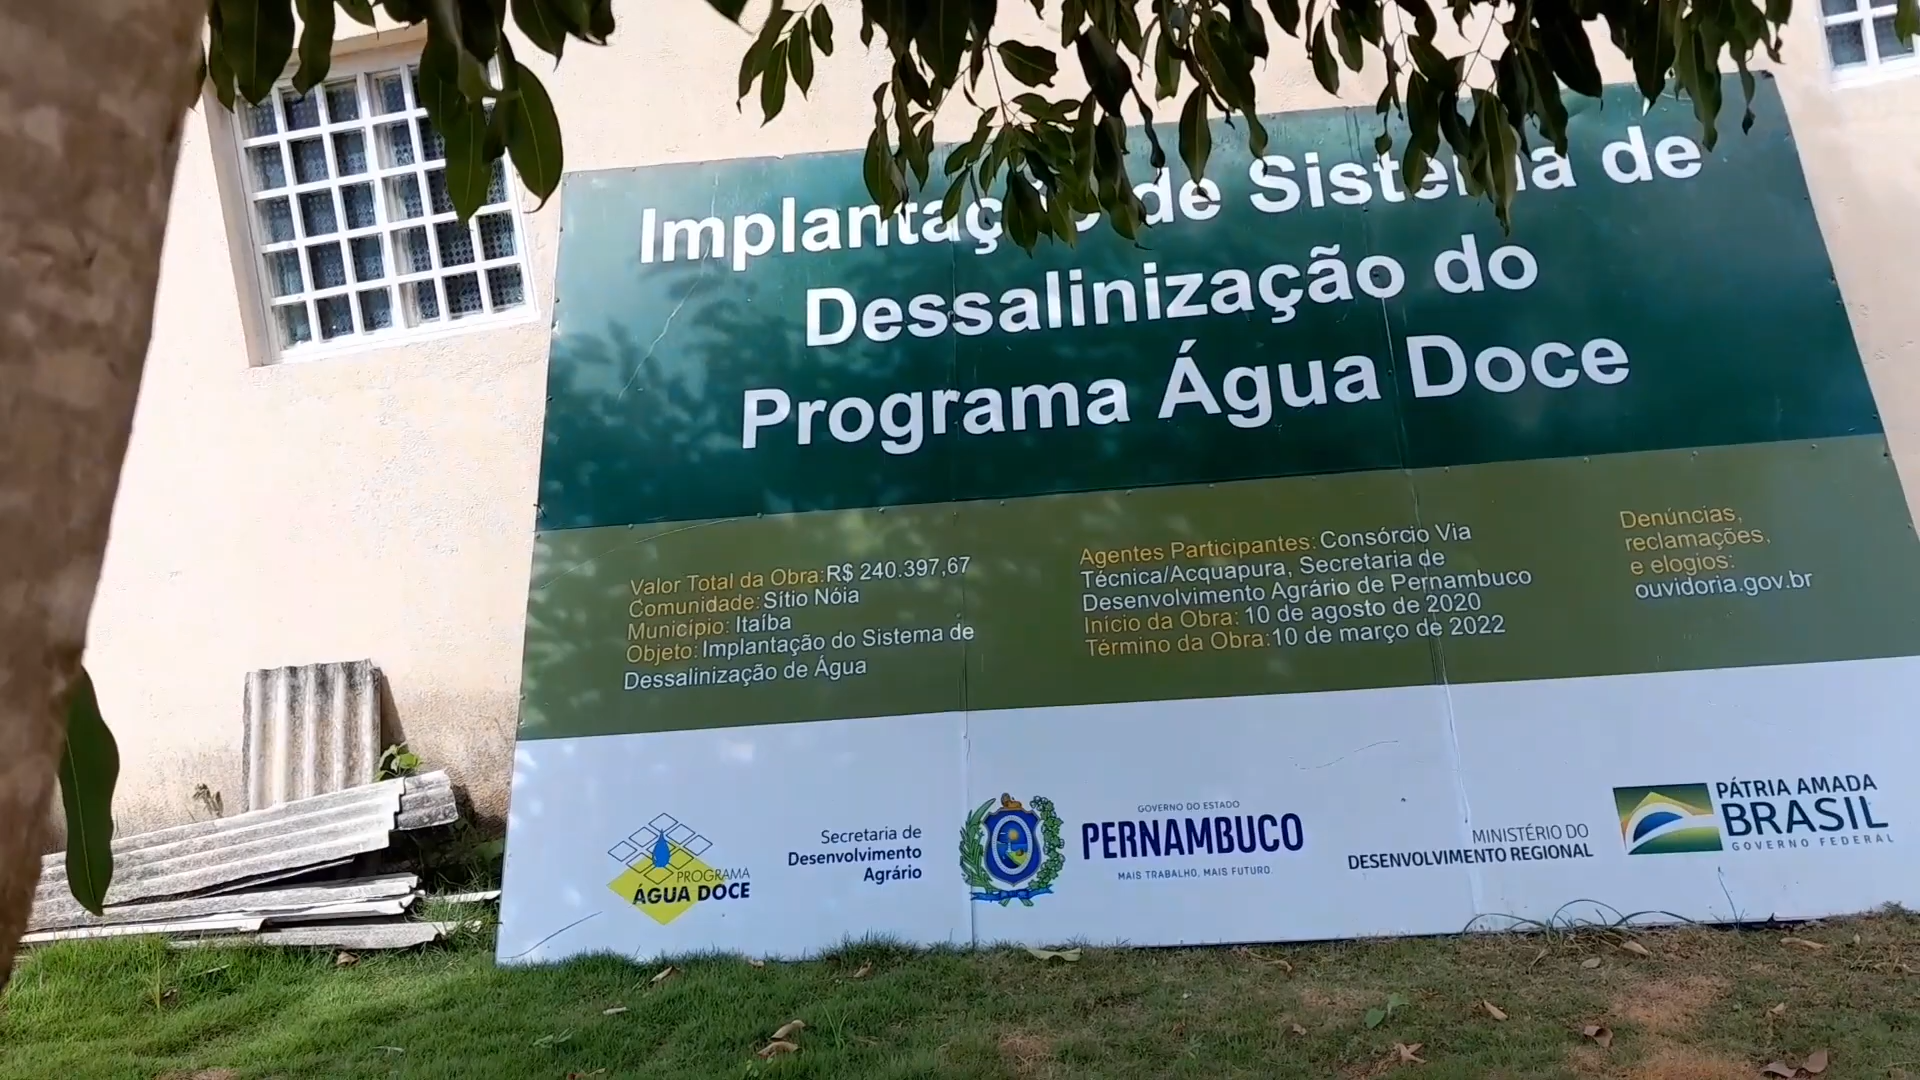 Implantação de Sistema de
Dessalinização do
Programa Água Doce
Valor Total da Obra: R$ 240.397,67
Comunidade: Sítio Nóia
Município: Itaíba
Objeto: Implantação do Sistema de
Dessalinização de Água
Agentes Participantes: Consórcio Via
Técnica/Acquapura, Secretaria de
Desenvolvimento Agrário de Pernambuco
Início da Obra: 10 de agosto de 2020
Término da Obra: 10 de março de 2022
Denúncias,
reclamações,
e elogios:
ouvidoria.gov.br
PROGRAMA
ÁGUA DOCE
Secretaria de
Desenvolvimento
Agrário
GOVERNO DO ESTADO
PERNAMBUCO
MAIS TRABALHO. MAIS FUTURO.
MINISTÉRIO DO
DESENVOLVIMENTO REGIONAL
PÁTRIA AMADA
BRASIL
GOVERNO FEDERAL